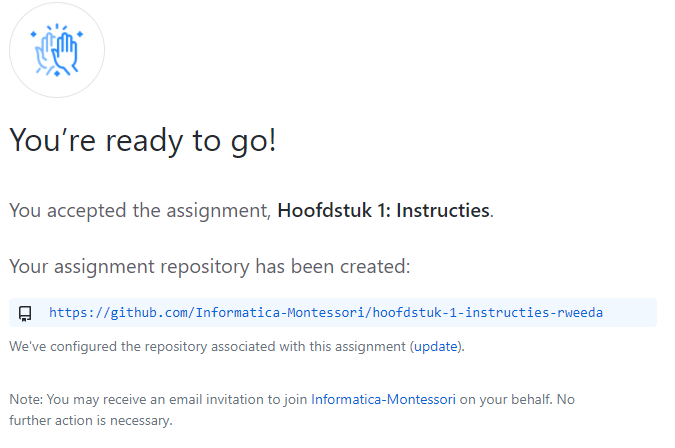 You’re ready to go!
You accepted the assignment, Hoofdstuk 1: Instructies.
Your assignment repository has been created:
https://github.com/Informatica-Montessori/hoofdstuk-1-instructies-rweeda
We've configured the repository associated with this assignment (update).
Note: You may receive an email invitation to join Informatica-Montessori on your behalf. No
further action is necessary.